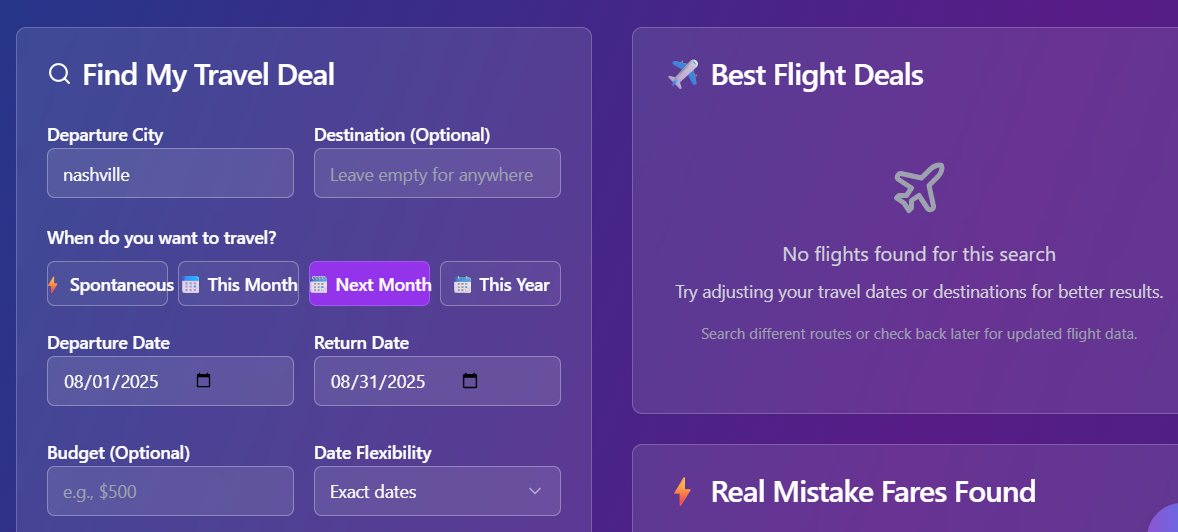 Find My Travel Deal
Departure City
nashville
Destination (Optional)
Leave empty for anywhere
When do you want to travel?
Spontaneous
This Month
Next Month
This Year
Departure Date
08/01/2025
Return Date
08/31/2025
Budget (Optional)
e.g., $500
Date Flexibility
Exact dates
Best Flight Deals
No flights found for this search
Try adjusting your travel dates or destinations for better results.
Search different routes or check back later for updated flight data.
Real Mistake Fares Found